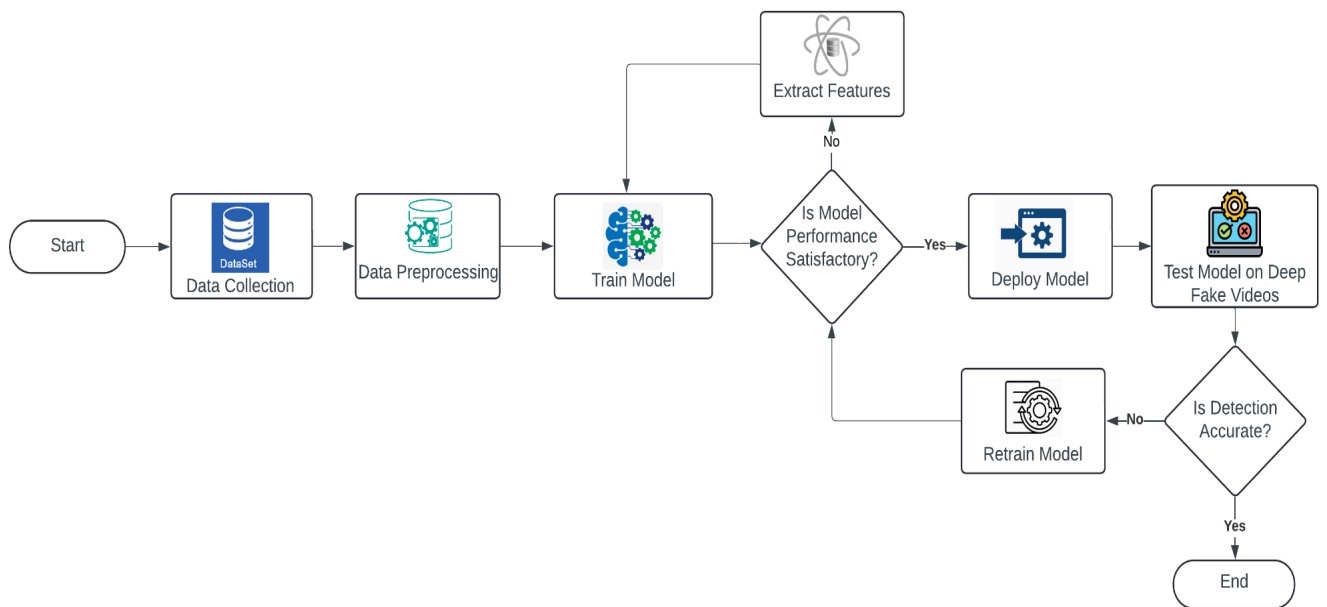 Extract Features
No
Start
DataSet
Data Collection
Data Preprocessing
Train Model
Is Model
Performance
Satisfactory?
Yes
Deploy Model
Test Model on Deep
Fake Videos
Retrain Model
No
Is Detection
Accurate?
Yes
End